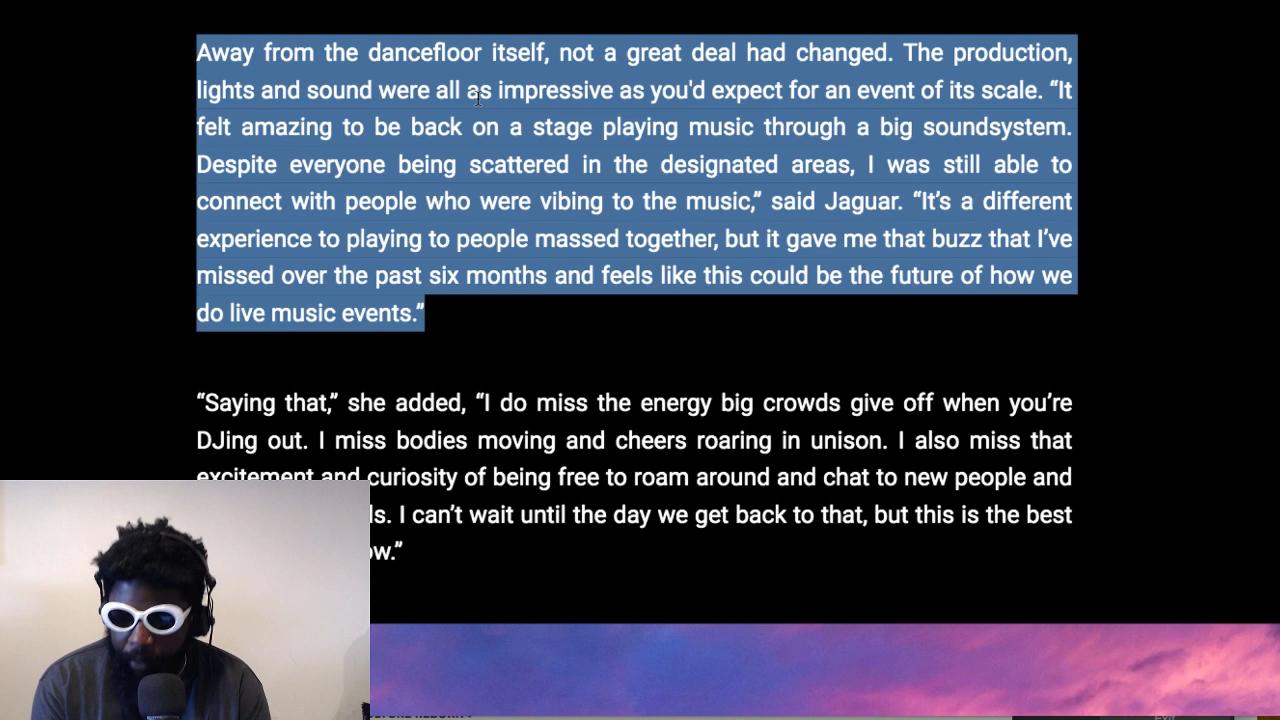 Away from the dancefloor itself, not a great deal had changed. The production,
lights and sound were all as impressive as you'd expect for an event of its scale. “It
felt amazing to be back on a stage playing music through a big soundsystem.
Despite everyone being scattered in the designated areas, I was still able to
connect with people who were vibing to the music,” said Jaguar. “It’s a different
experience to playing to people massed together, but it gave me that buzz that I’ve
missed over the past six months and feels like this could be the future of how we
do live music events.”
“Saying that,” she added, “I do miss the energy big crowds give off when you’re
DJing out. I miss bodies moving and cheers roaring in unison. I also miss that
excitement and curiosity of being free to roam around and chat to new people and
I can’t wait until the day we get back to that, but this is the best